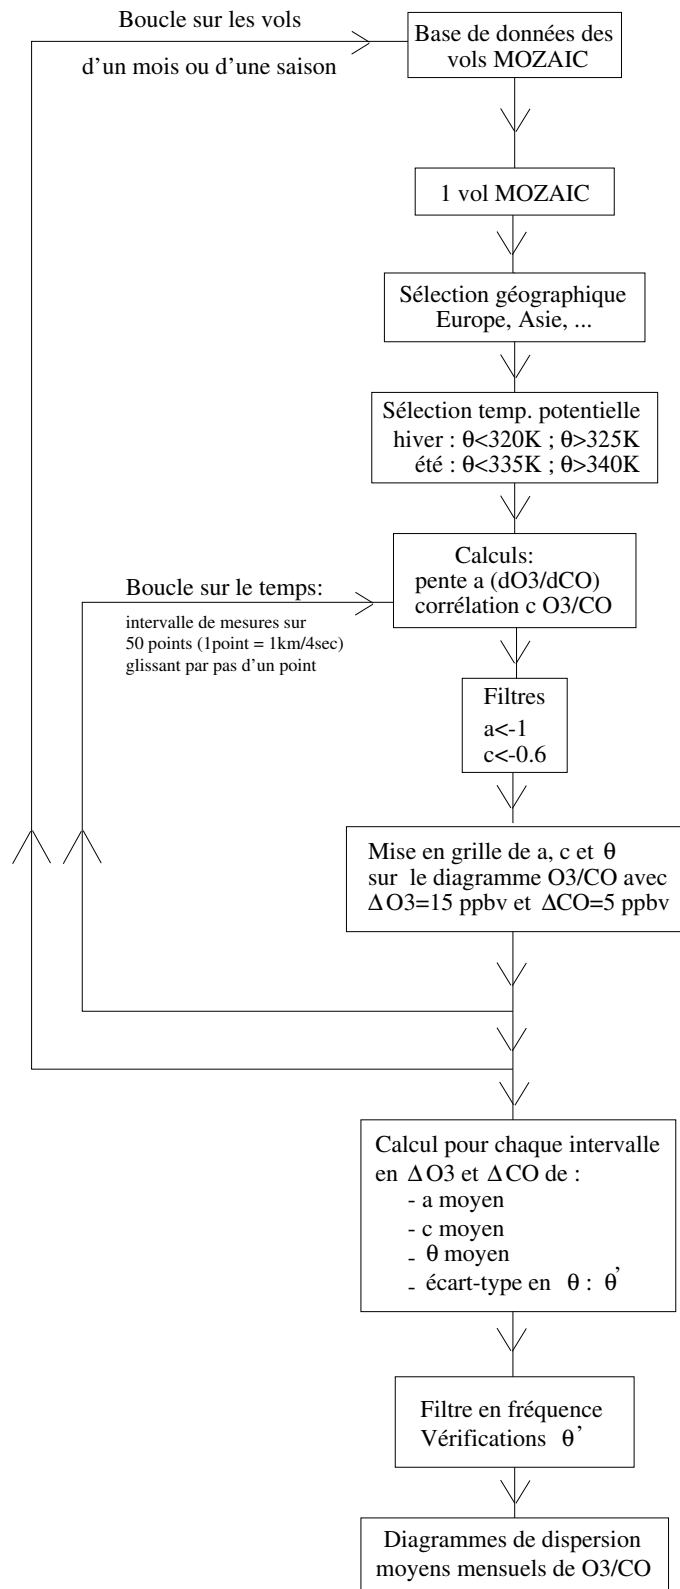 Boucle sur les vols
d'un mois ou d'une saison
Base de données des
vols MOZAIC
1 vol MOZAIC
Sélection géographique
Europe, Asie, ...
Sélection temp. potentielle
hiver : θ<320K ; θ>325K
été : θ<335K ; θ>340K
Boucle sur le temps:
intervalle de mesures sur
50 points (1point = 1km/4sec)
glissant par pas d'un point
Calculs:
pente a (dO3/dCO)
corrélation c O3/CO
Filtres
a<-1
c<-0.6
Mise en grille de a, c et θ
sur le diagramme O3/CO avec
ΔO3=15 ppbv et ΔCO=5 ppbv
Calcul pour chaque intervalle
en ΔO3 et ΔCO de :
- a moyen
- c moyen
- θ moyen
- écart-type en θ : θ'
Filtre en fréquence
Vérifications θ'
Diagrammes de dispersion
moyens mensuels de O3/CO